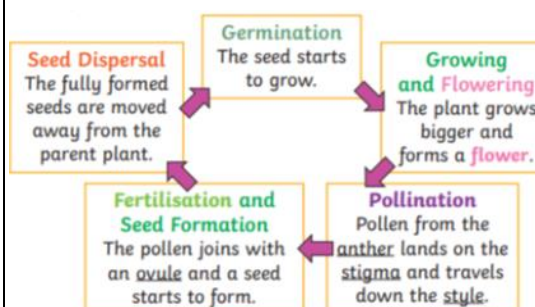 Germination
The seed starts
to grow.
Growing
and Flowering
The plant grows
bigger and
forms a flower.
Pollination
Pollen from the
anther lands on the
stigma and travels
down the style.
Fertilisation and
Seed Formation
The pollen joins with
an ovule and a seed
starts to form.
Seed Dispersal
The fully formed
seeds are moved
away from the
parent plant.